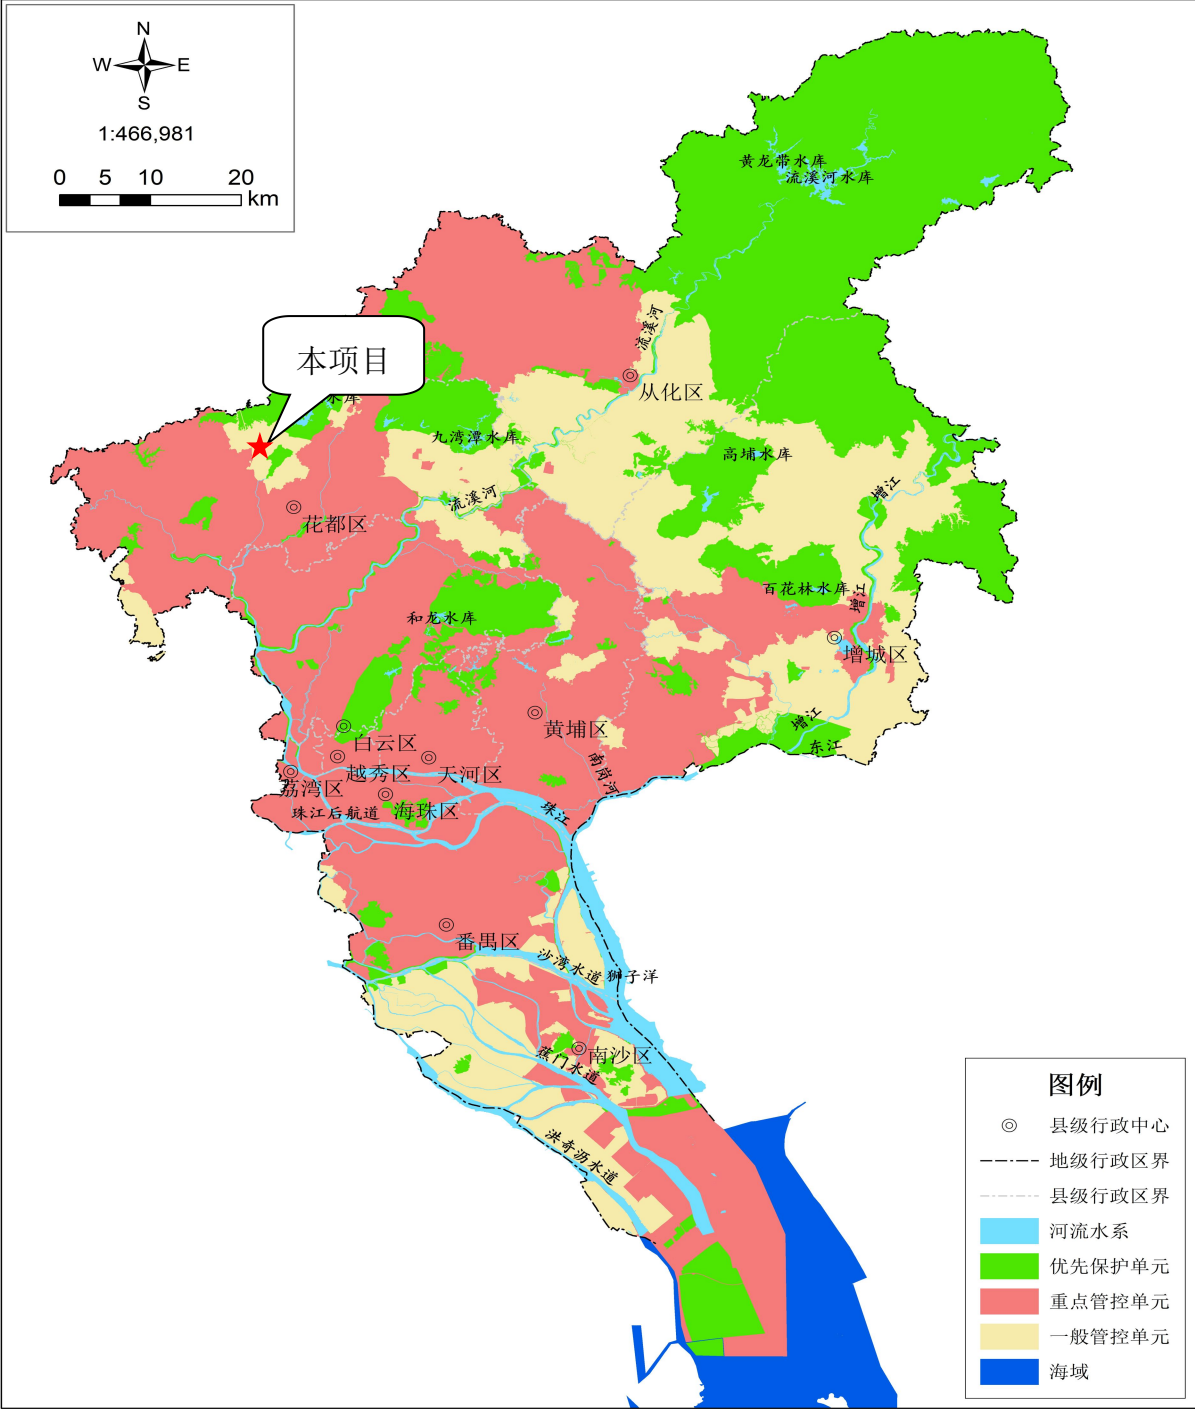 N
W E
S
1:466,981
0 5 10 20
km
黄龙带水库
流溪河水库
流溪河
本项目
水库
从化区
九湾潭水库
高埔水库
流溪河
增江
花都区
百花林水库
增江
和龙水库
增城区
增江
东江
黄埔区
白云区
南岗河
越秀区
天河区
荔湾区
海珠区
珠江
珠江后航道
番禺区
沙湾水道
狮子洋
南沙区
蕉门水道
洪奇沥水道
图例
县级行政中心
地级行政区界
县级行政区界
河流水系
优先保护单元
重点管控单元
一般管控单元
海域